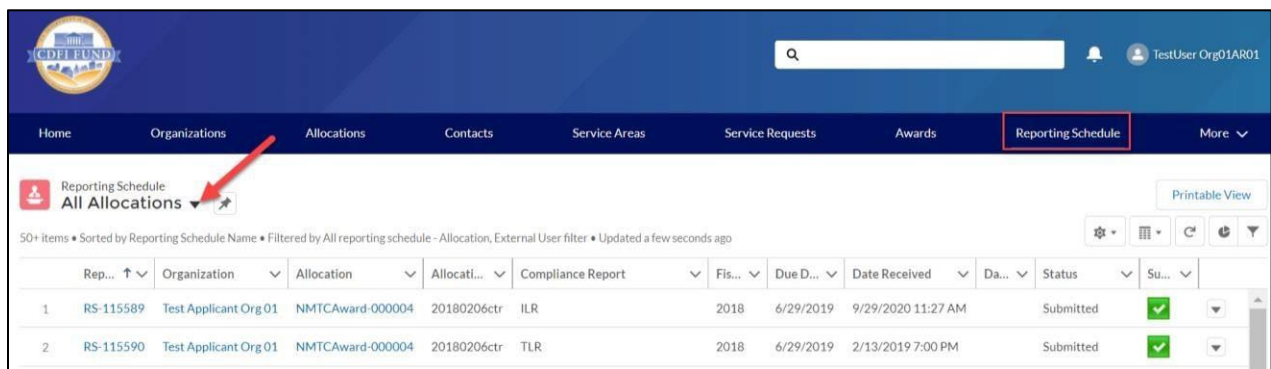 CDFI FUND
TestUser Org01AR01
Home Organizations Allocations Contacts Service Areas Service Requests Awards Reporting Schedule More
Reporting Schedule
All Allocations
Printable View
50+ items • Sorted by Reporting Schedule Name • Filtered by All reporting schedule - Allocation, External User filter • Updated a few seconds ago
Rep... Organization Allocation Allocati... Compliance Report Fis... Due D... Date Received Da... Status Su...
1 RS-115589 Test Applicant Org 01 NMTCAward-000004 20180206ctr ILR 2018 6/29/2019 9/29/2020 11:27 AM Submitted
2 RS-115590 Test Applicant Org 01 NMTCAward-000004 20180206ctr TLR 2018 6/29/2019 2/13/2019 7:00 PM Submitted